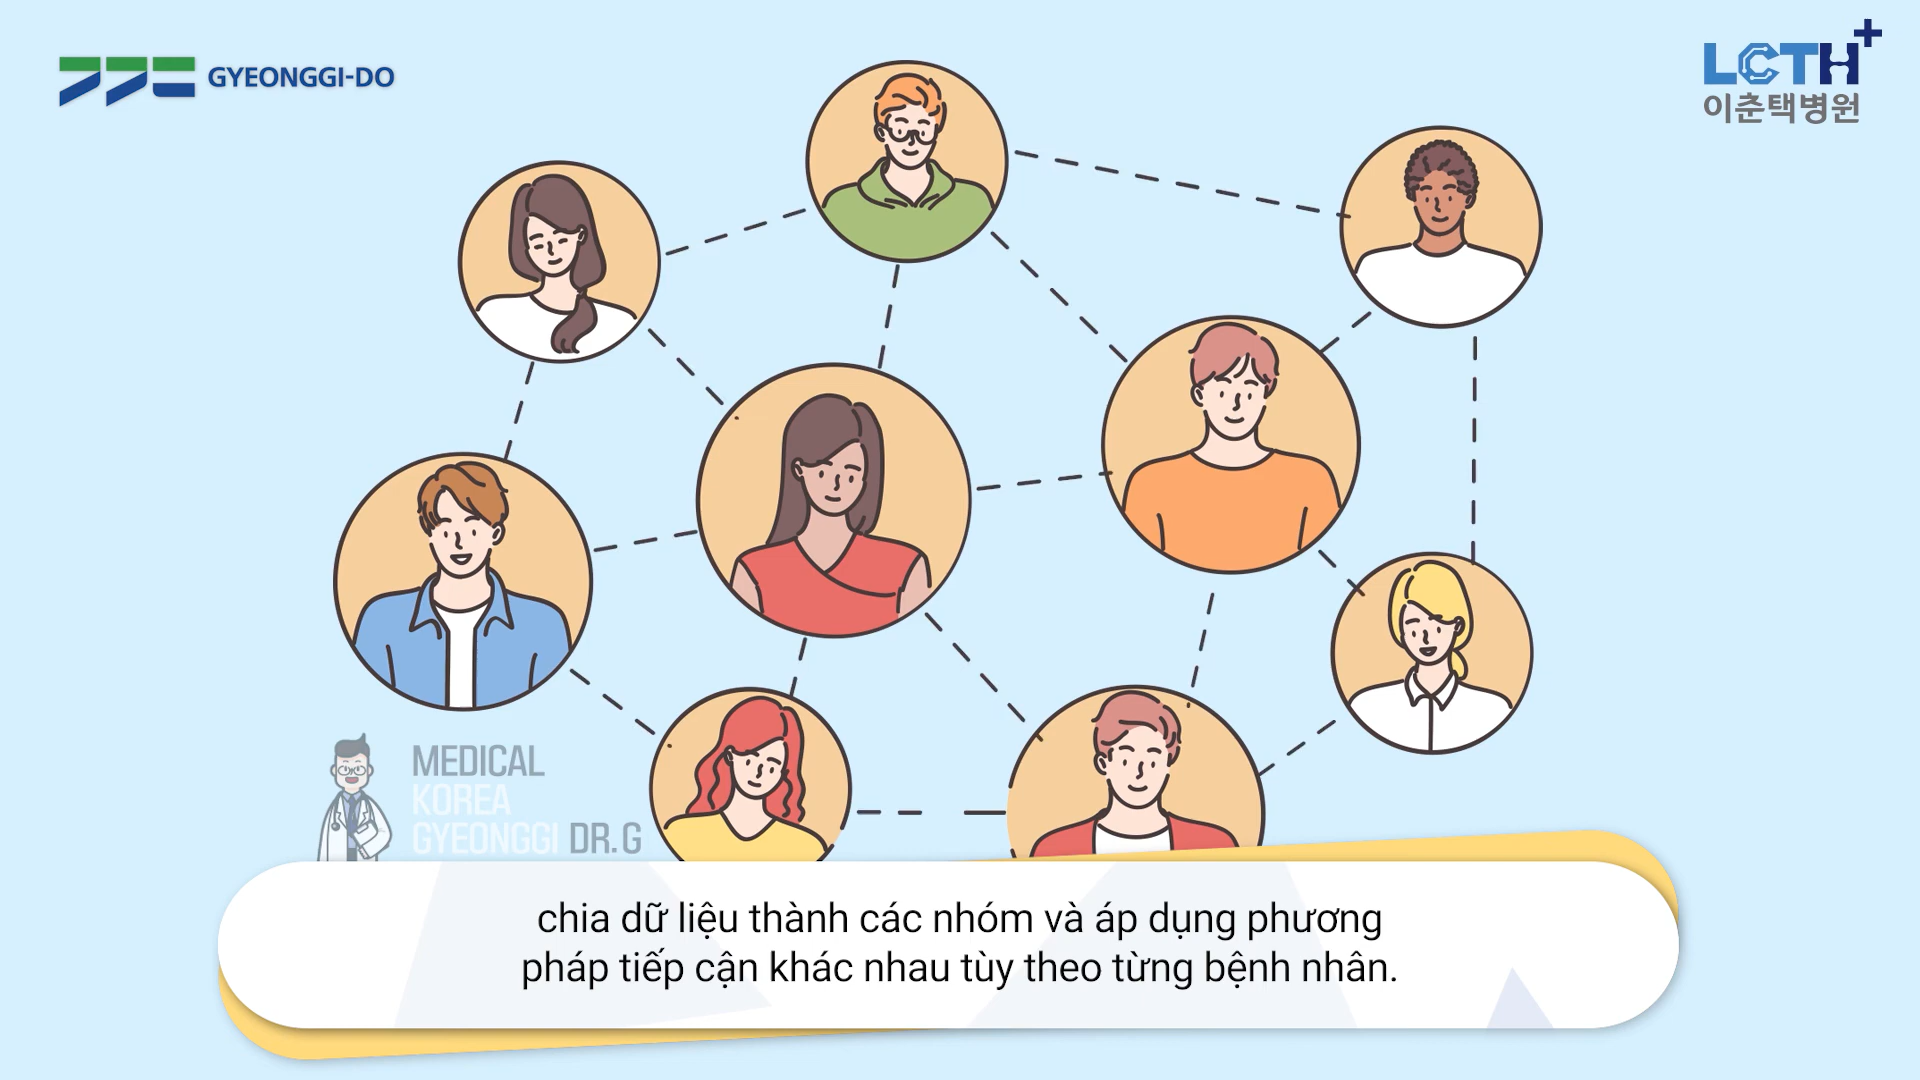 GYEONGGI-DO
LCTH+
이춘택병원
MEDICAL
KOREA
GYEONGGI DR.G
chia dữ liệu thành các nhóm và áp dụng phương
pháp tiếp cận khác nhau tùy theo từng bệnh nhân.